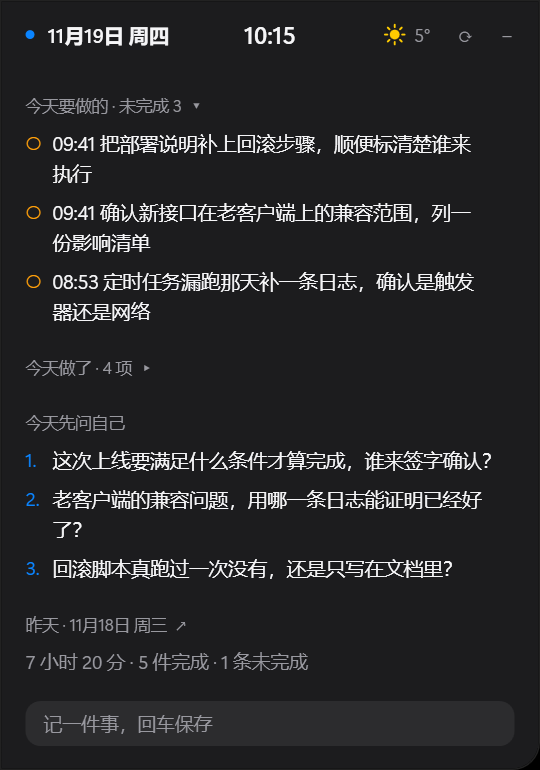 11月19日 周四 10:15 5°
今天要做的 · 未完成 3
09:41 把部署说明补上回滚步骤，顺便标清楚谁来
执行
09:41 确认新接口在老客户端上的兼容范围，列一
份影响清单
08:53 定时任务漏跑那天补一条日志，确认是触发
器还是网络
今天做了 · 4 项
今天先问自己
1. 这次上线要满足什么条件才算完成，谁来签字确认？
2. 老客户端的兼容问题，用哪一条日志能证明已经好
了？
3. 回滚脚本真跑过一次没有，还是只写在文档里？
昨天 · 11月18日 周三 ↗
7 小时 20 分 · 5 件完成 · 1 条未完成
记一件事，回车保存